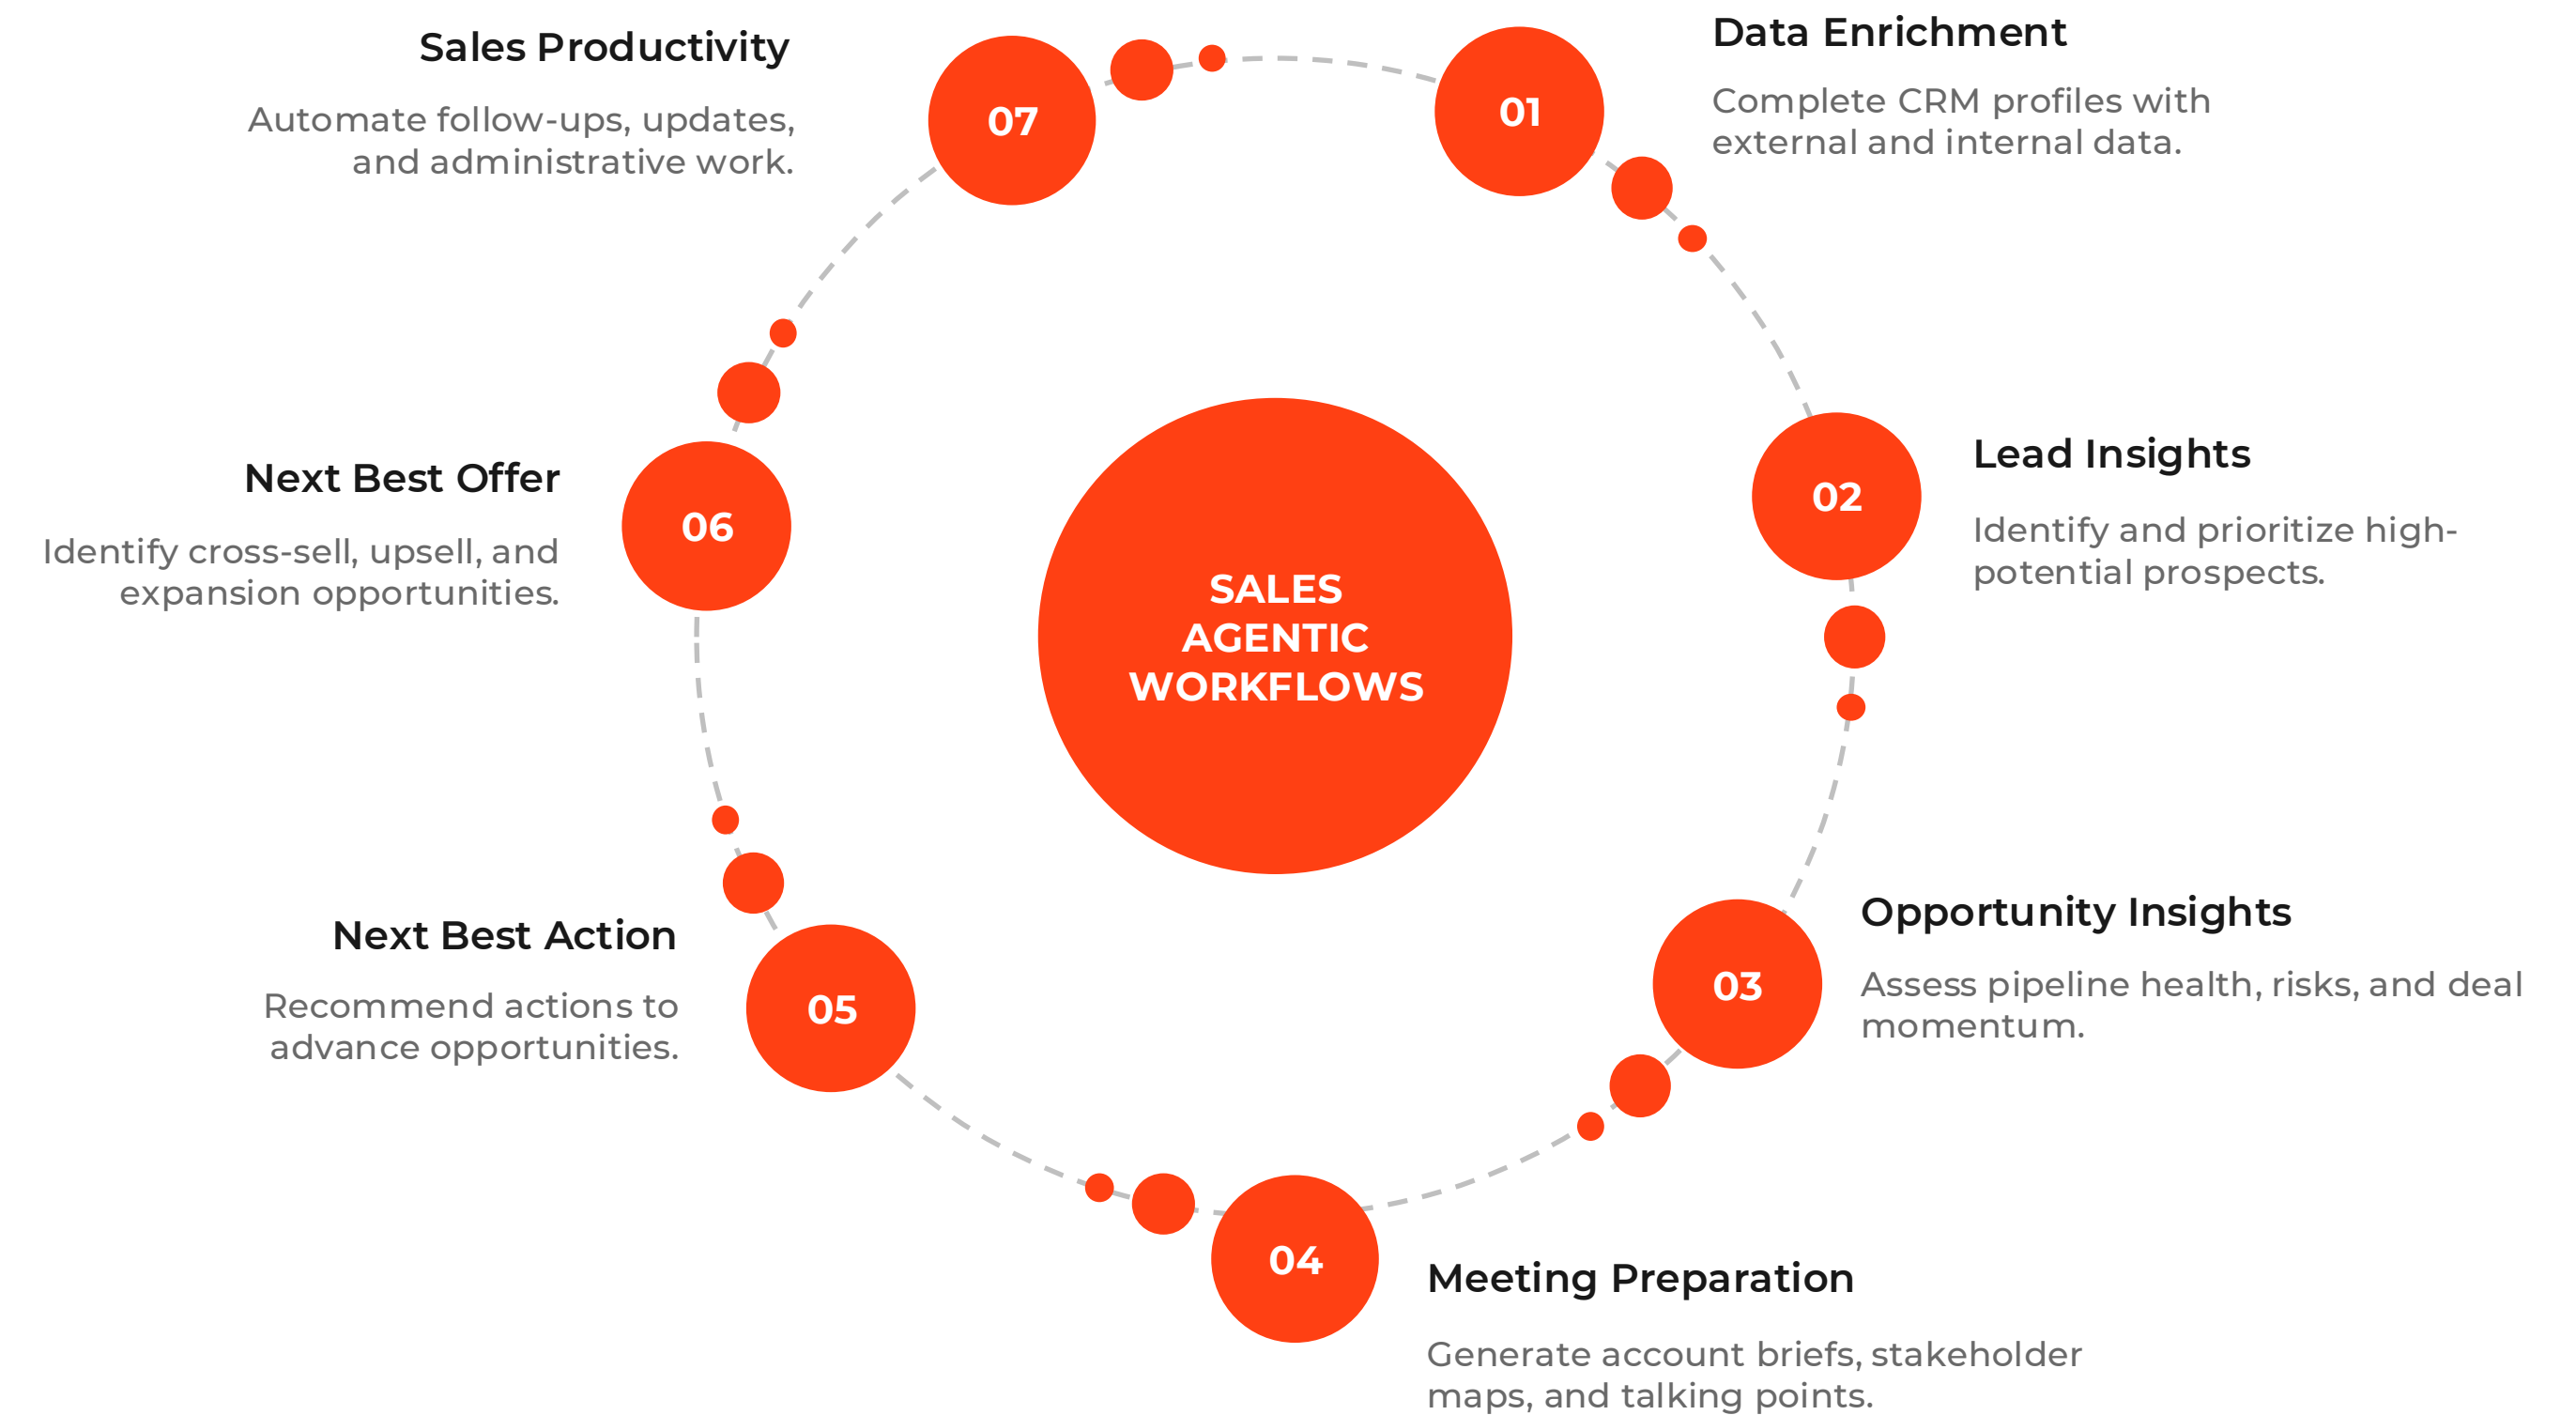 01
Data Enrichment
Complete CRM profiles with
external and internal data.
02
Lead Insights
Identify and prioritize high-
potential prospects.
03
Opportunity Insights
Assess pipeline health, risks, and deal
momentum.
04
Meeting Preparation
Generate account briefs, stakeholder
maps, and talking points.
05
Next Best Action
Recommend actions to
advance opportunities.
06
Next Best Offer
Identify cross-sell, upsell, and
expansion opportunities.
07
Sales Productivity
Automate follow-ups, updates,
and administrative work.
SALES
AGENTIC
WORKFLOWS